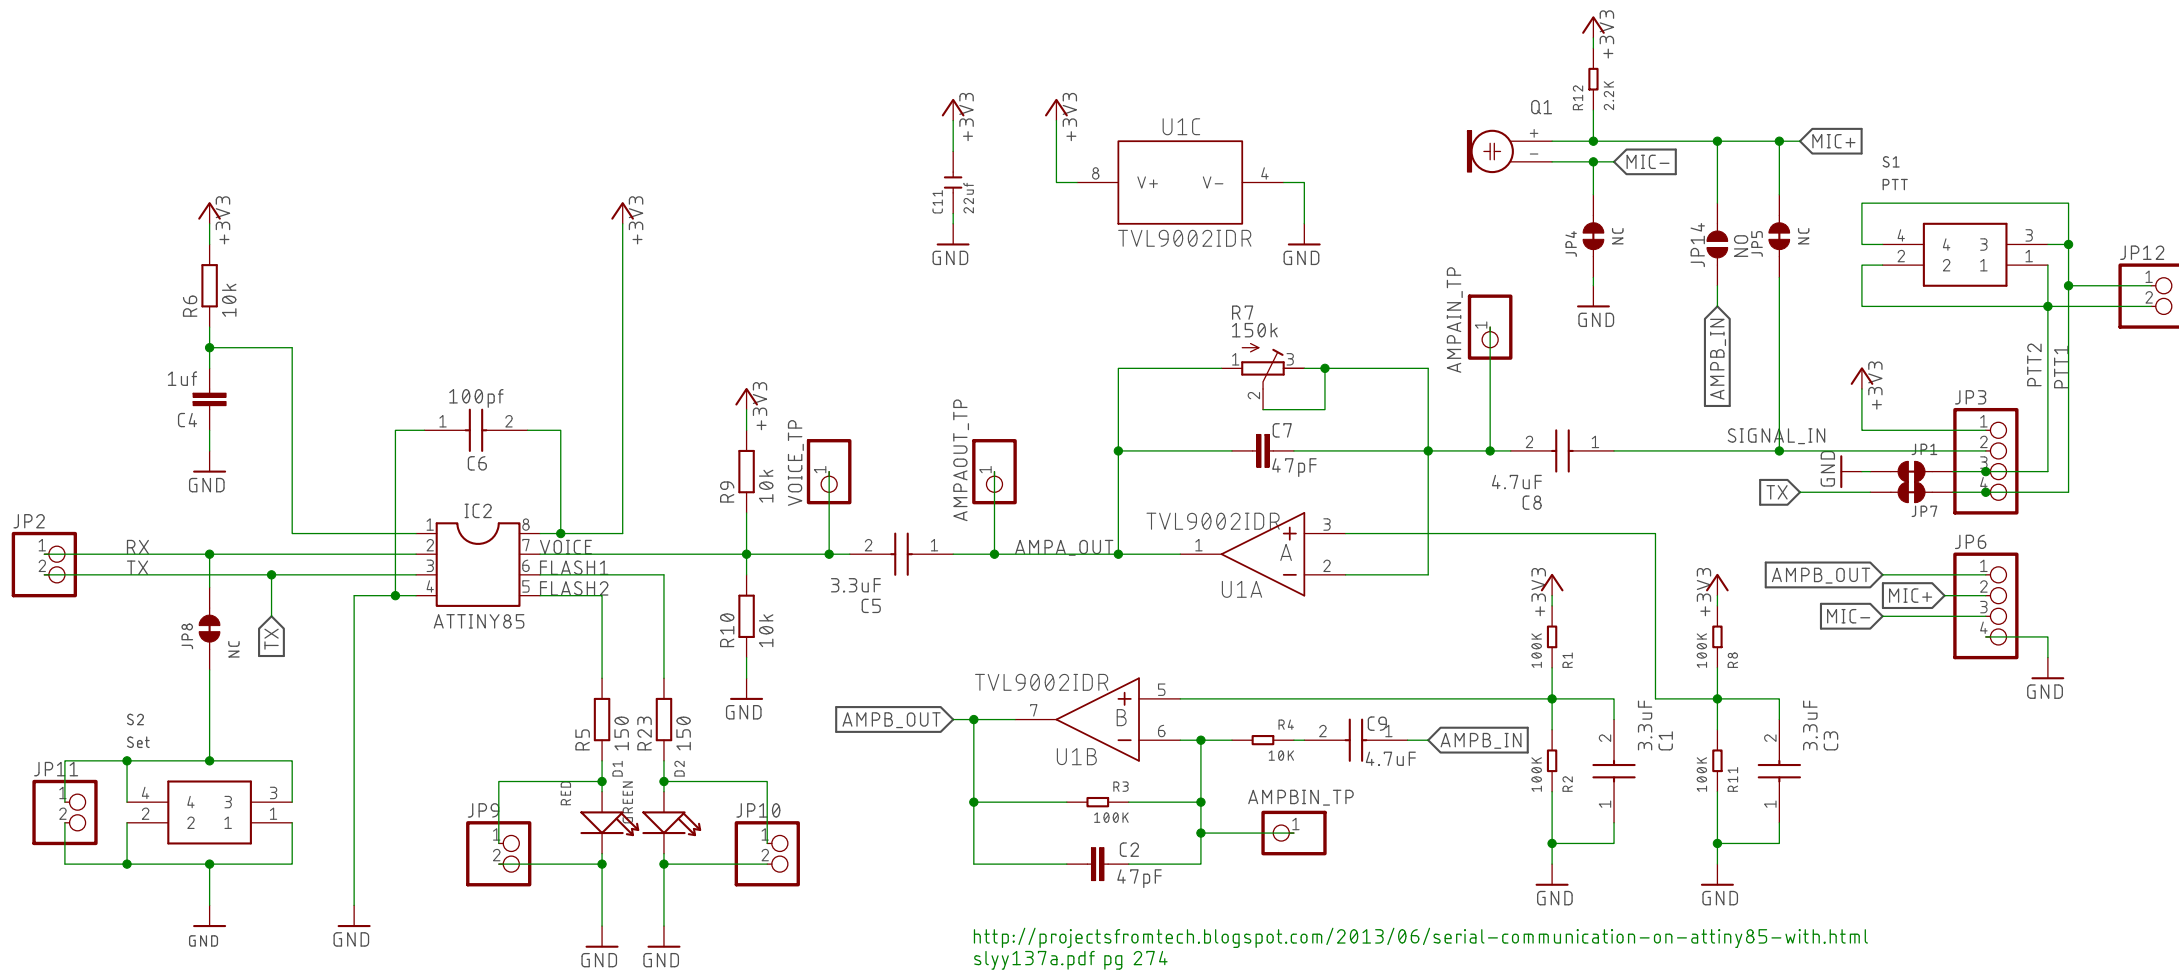 +3V3
R12
2.2K
Q1
+
-
MIC+
MIC-
S1
PTT
+3V3
C11
22uf
GND
+3V3
U1C
8
V+
V-
4
TVL9002IDR
GND
JP4
NC
GND
JP14
NO
JP5
NC
AMPB_IN
4
4
3
3
2
2
1
1
JP12
1
2
PTT2
PTT1
+3V3
R6
10k
1uf
C4
GND
+3V3
100pf
1
2
C6
R7
150k
1
3
2
AMPAIN_TP
1
C7
47pF
2
1
4.7uF
C8
SIGNAL_IN
+3V3
JP3
1
2
3
4
GND
JP1
TX
JP7
+3V3
R9
10k
VOICE_TP
1
AMPAOUT_TP
1
JP2
1
2
RX
TX
IC2
1
2
3
4
8
7
6
5
VOICE
FLASH1
FLASH2
ATTINY85
2
1
3.3uF
C5
AMPA_OUT
TVL9002IDR
1
+
A
-
3
2
U1A
R10
10k
GND
JP8
NC
TX
JP6
AMPB_OUT
1
MIC+
2
MIC-
3
4
GND
+3V3
100K
R1
+3V3
100K
R8
TVL9002IDR
AMPB_OUT
7
+
B
-
5
6
U1B
R4
10K
2
C9
1
4.7uF
AMPB_IN
100K
R2
2
1
3.3uF
C1
GND
100K
R11
2
1
3.3uF
C3
GND
R3
100K
AMPBIN_TP
1
C2
47pF
S2
Set
JP11
1
2
4
4
3
3
2
2
1
1
GND
GND
R5
150
R23
150
D1
RED
D2
GREEN
JP9
1
2
JP10
1
2
GND
GND
http://projectsfromtech.blogspot.com/2013/06/serial-communication-on-attiny85-with.html
slyy137a.pdf pg 274